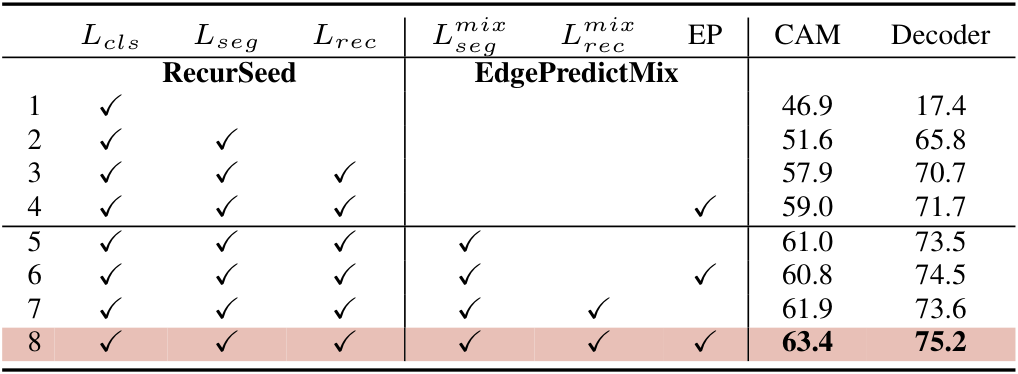 L_cls L_seg L_rec L_seg^mix L_rec^mix EP CAM Decoder
RecurSeed EdgePredictMix
1 ✓ 46.9 17.4
2 ✓ ✓ 51.6 65.8
3 ✓ ✓ ✓ 57.9 70.7
4 ✓ ✓ ✓ ✓ 59.0 71.7
5 ✓ ✓ ✓ ✓ 61.0 73.5
6 ✓ ✓ ✓ ✓ ✓ 60.8 74.5
7 ✓ ✓ ✓ ✓ ✓ 61.9 73.6
8 ✓ ✓ ✓ ✓ ✓ ✓ 63.4 75.2